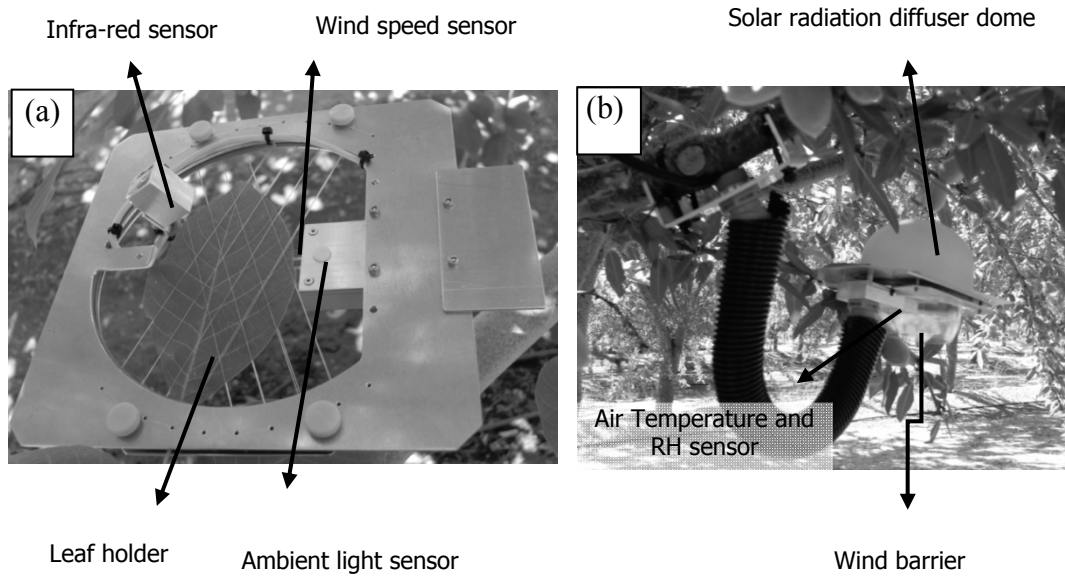 Infra-red sensor
Wind speed sensor
Solar radiation diffuser dome
(a)
(b)
Air Temperature and
RH sensor
Leaf holder
Ambient light sensor
Wind barrier